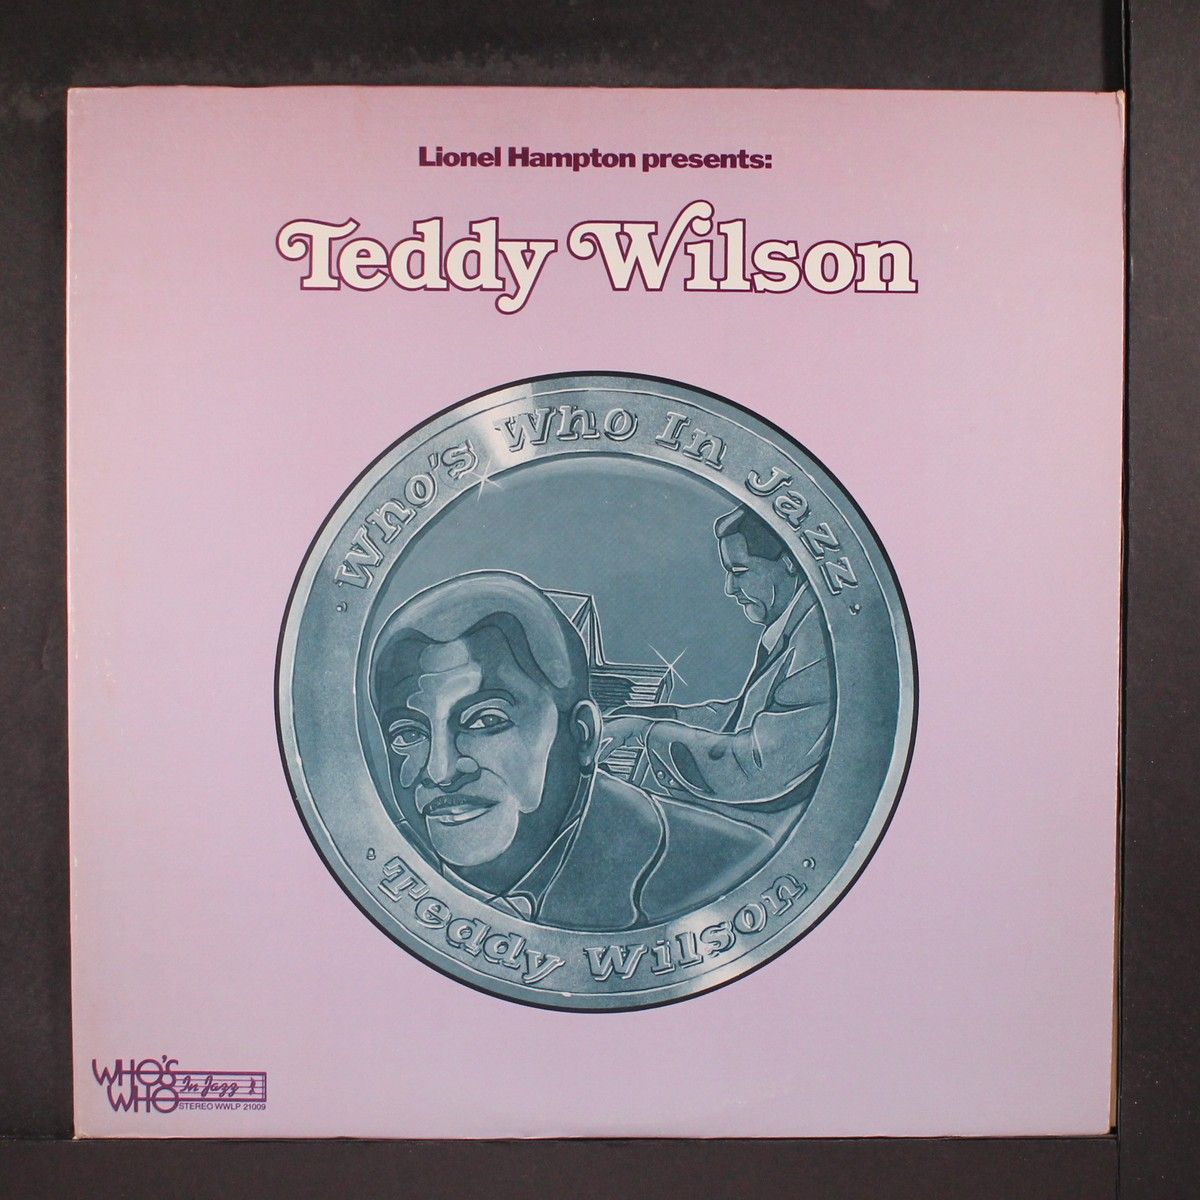 Lionel Hampton presents:
Teddy Wilson
Who's Who In Jazz
Teddy Wilson
WHO'S
WHO In Jazz
STEREO WWLP 21009